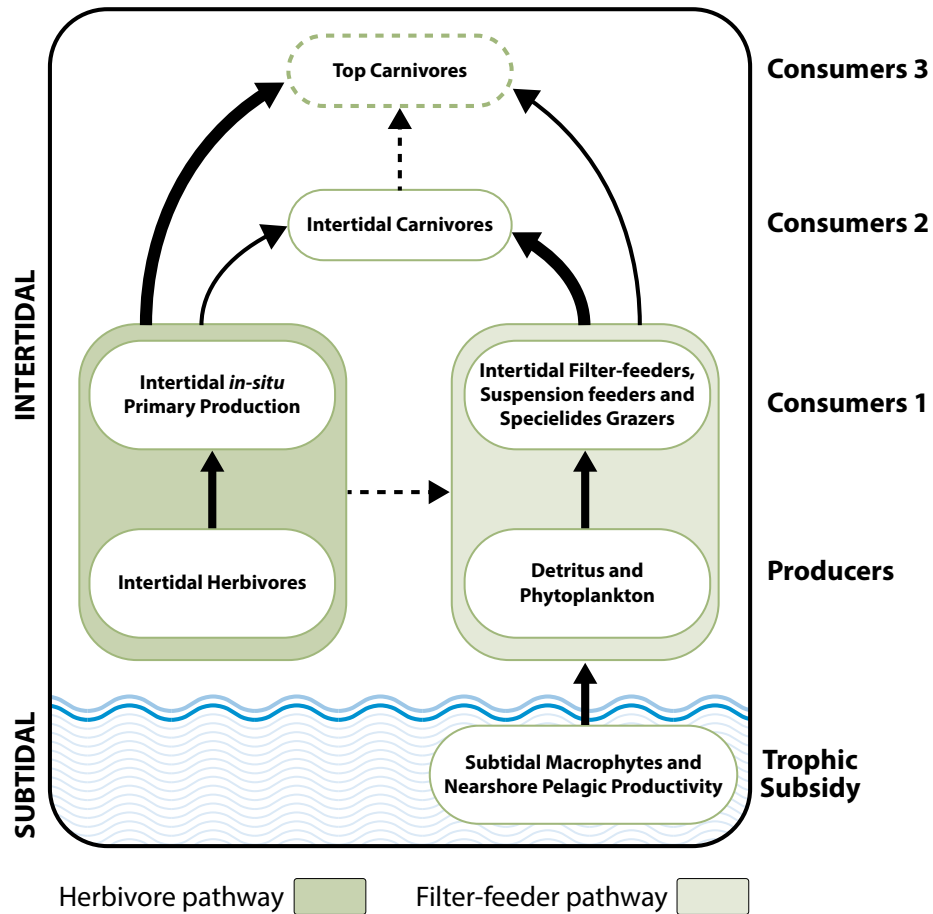 Top Carnivores
Consumers 3
Intertidal Carnivores
Consumers 2
INTERTIDAL
Intertidal in-situ
Primary Production
Intertidal Filter-feeders,
Suspension feeders and
Specielides Grazers
Consumers 1
Intertidal Herbivores
Detritus and
Phytoplankton
Producers
SUBTIDAL
Subtidal Macrophytes and
Nearshore Pelagic Productivity
Trophic
Subsidy
Herbivore pathway
Filter-feeder pathway